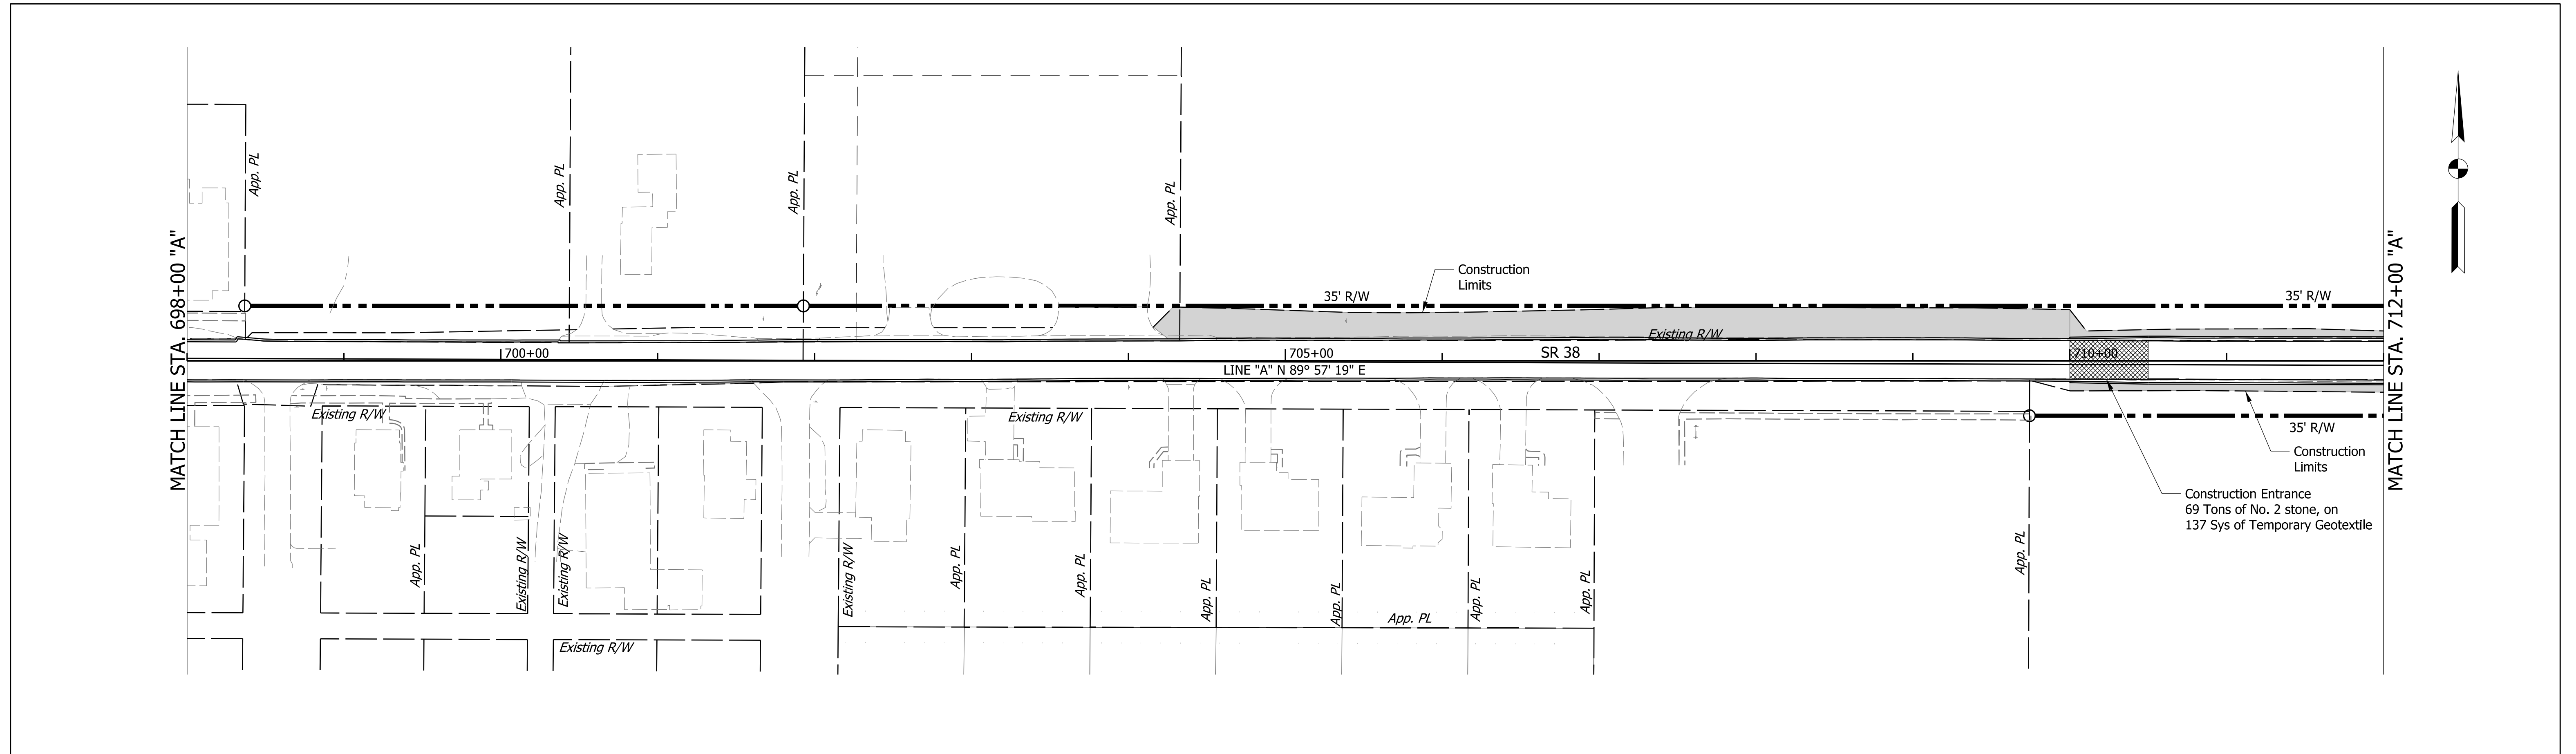 MATCH LINE STA. 698+00 "A"
App. PL
App. PL
App. PL
App. PL
Construction
Limits
35' R/W
35' R/W
Existing R/W
700+00
705+00
SR 38
710+00
LINE "A" N 89° 57' 19" E
Existing R/W
Existing R/W
35' R/W
Construction
Limits
Construction Entrance
69 Tons of No. 2 stone, on
137 Sys of Temporary Geotextile
App. PL
Existing R/W
Existing R/W
Existing R/W
App. PL
App. PL
App. PL
App. PL
App. PL
App. PL
App. PL
App. PL
Existing R/W
MATCH LINE STA. 712+00 "A"